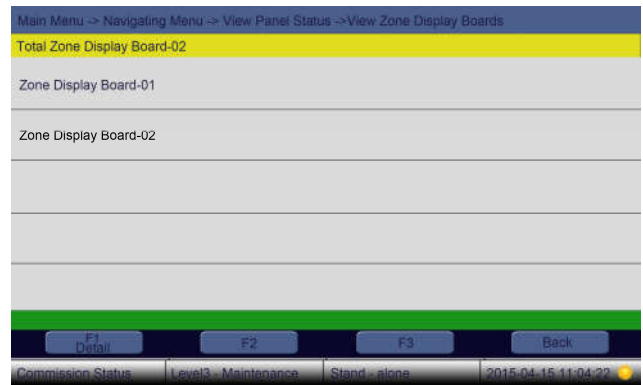 Main Menu -> Navigating Menu -> View Panel Status ->View Zone Display Boards
Total Zone Display Board-02
Zone Display Board-01
Zone Display Board-02
F1
Detail
F2
F3
Back
Commission Status
Level3 - Maintenance
Stand - alone
2015-04-15 11:04:22